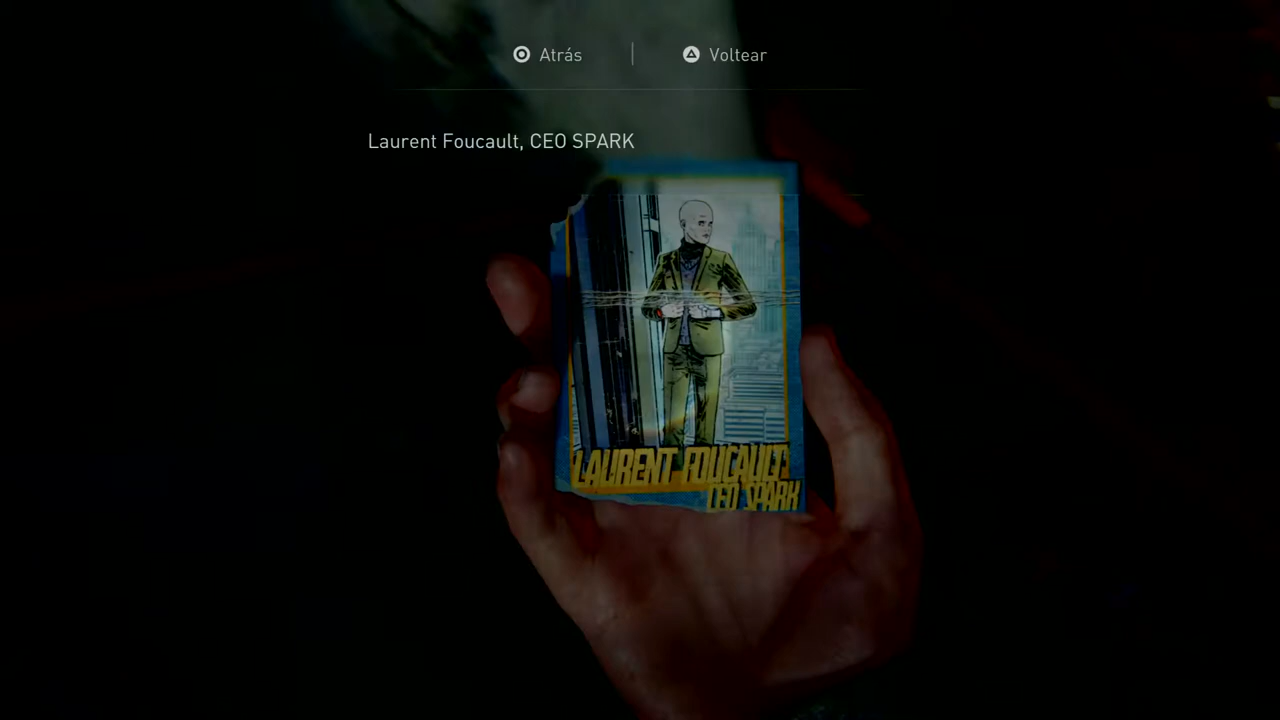 Atrás | Voltear
Laurent Foucault, CEO SPARK
LAURENT FOUCAULT
CEO SPARK